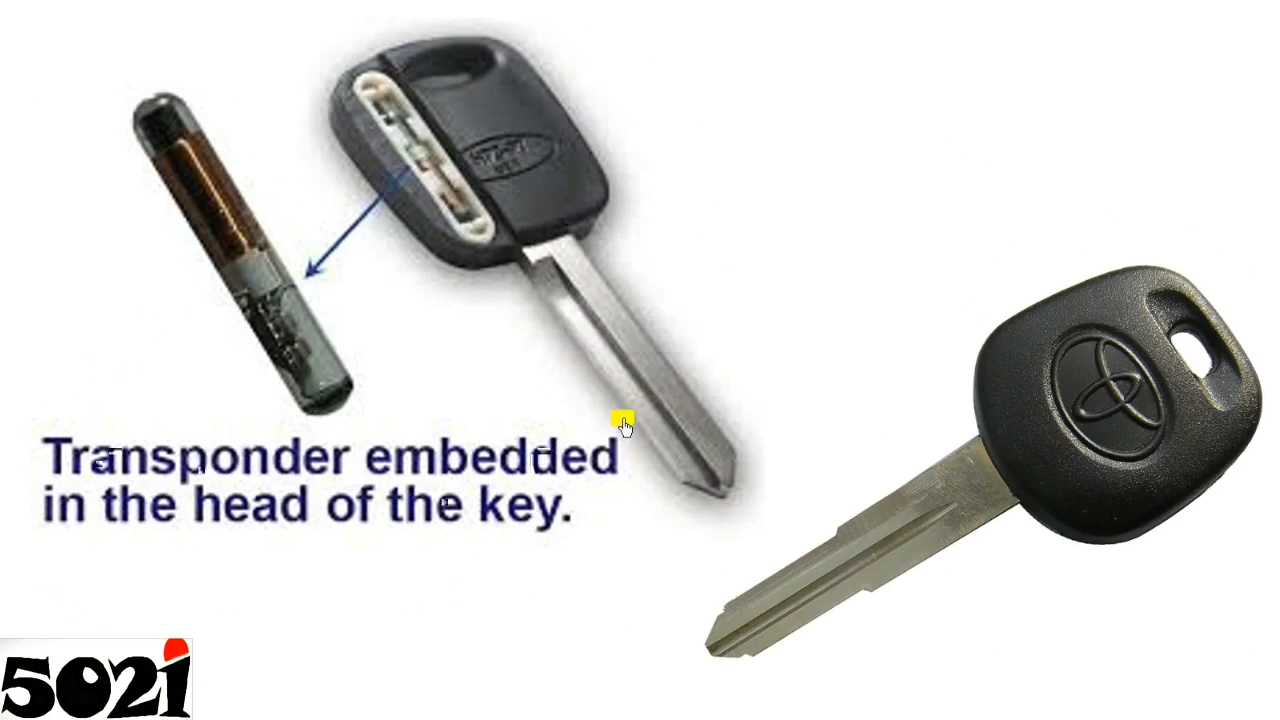 Transponder embedded
in the head of the key.
5021